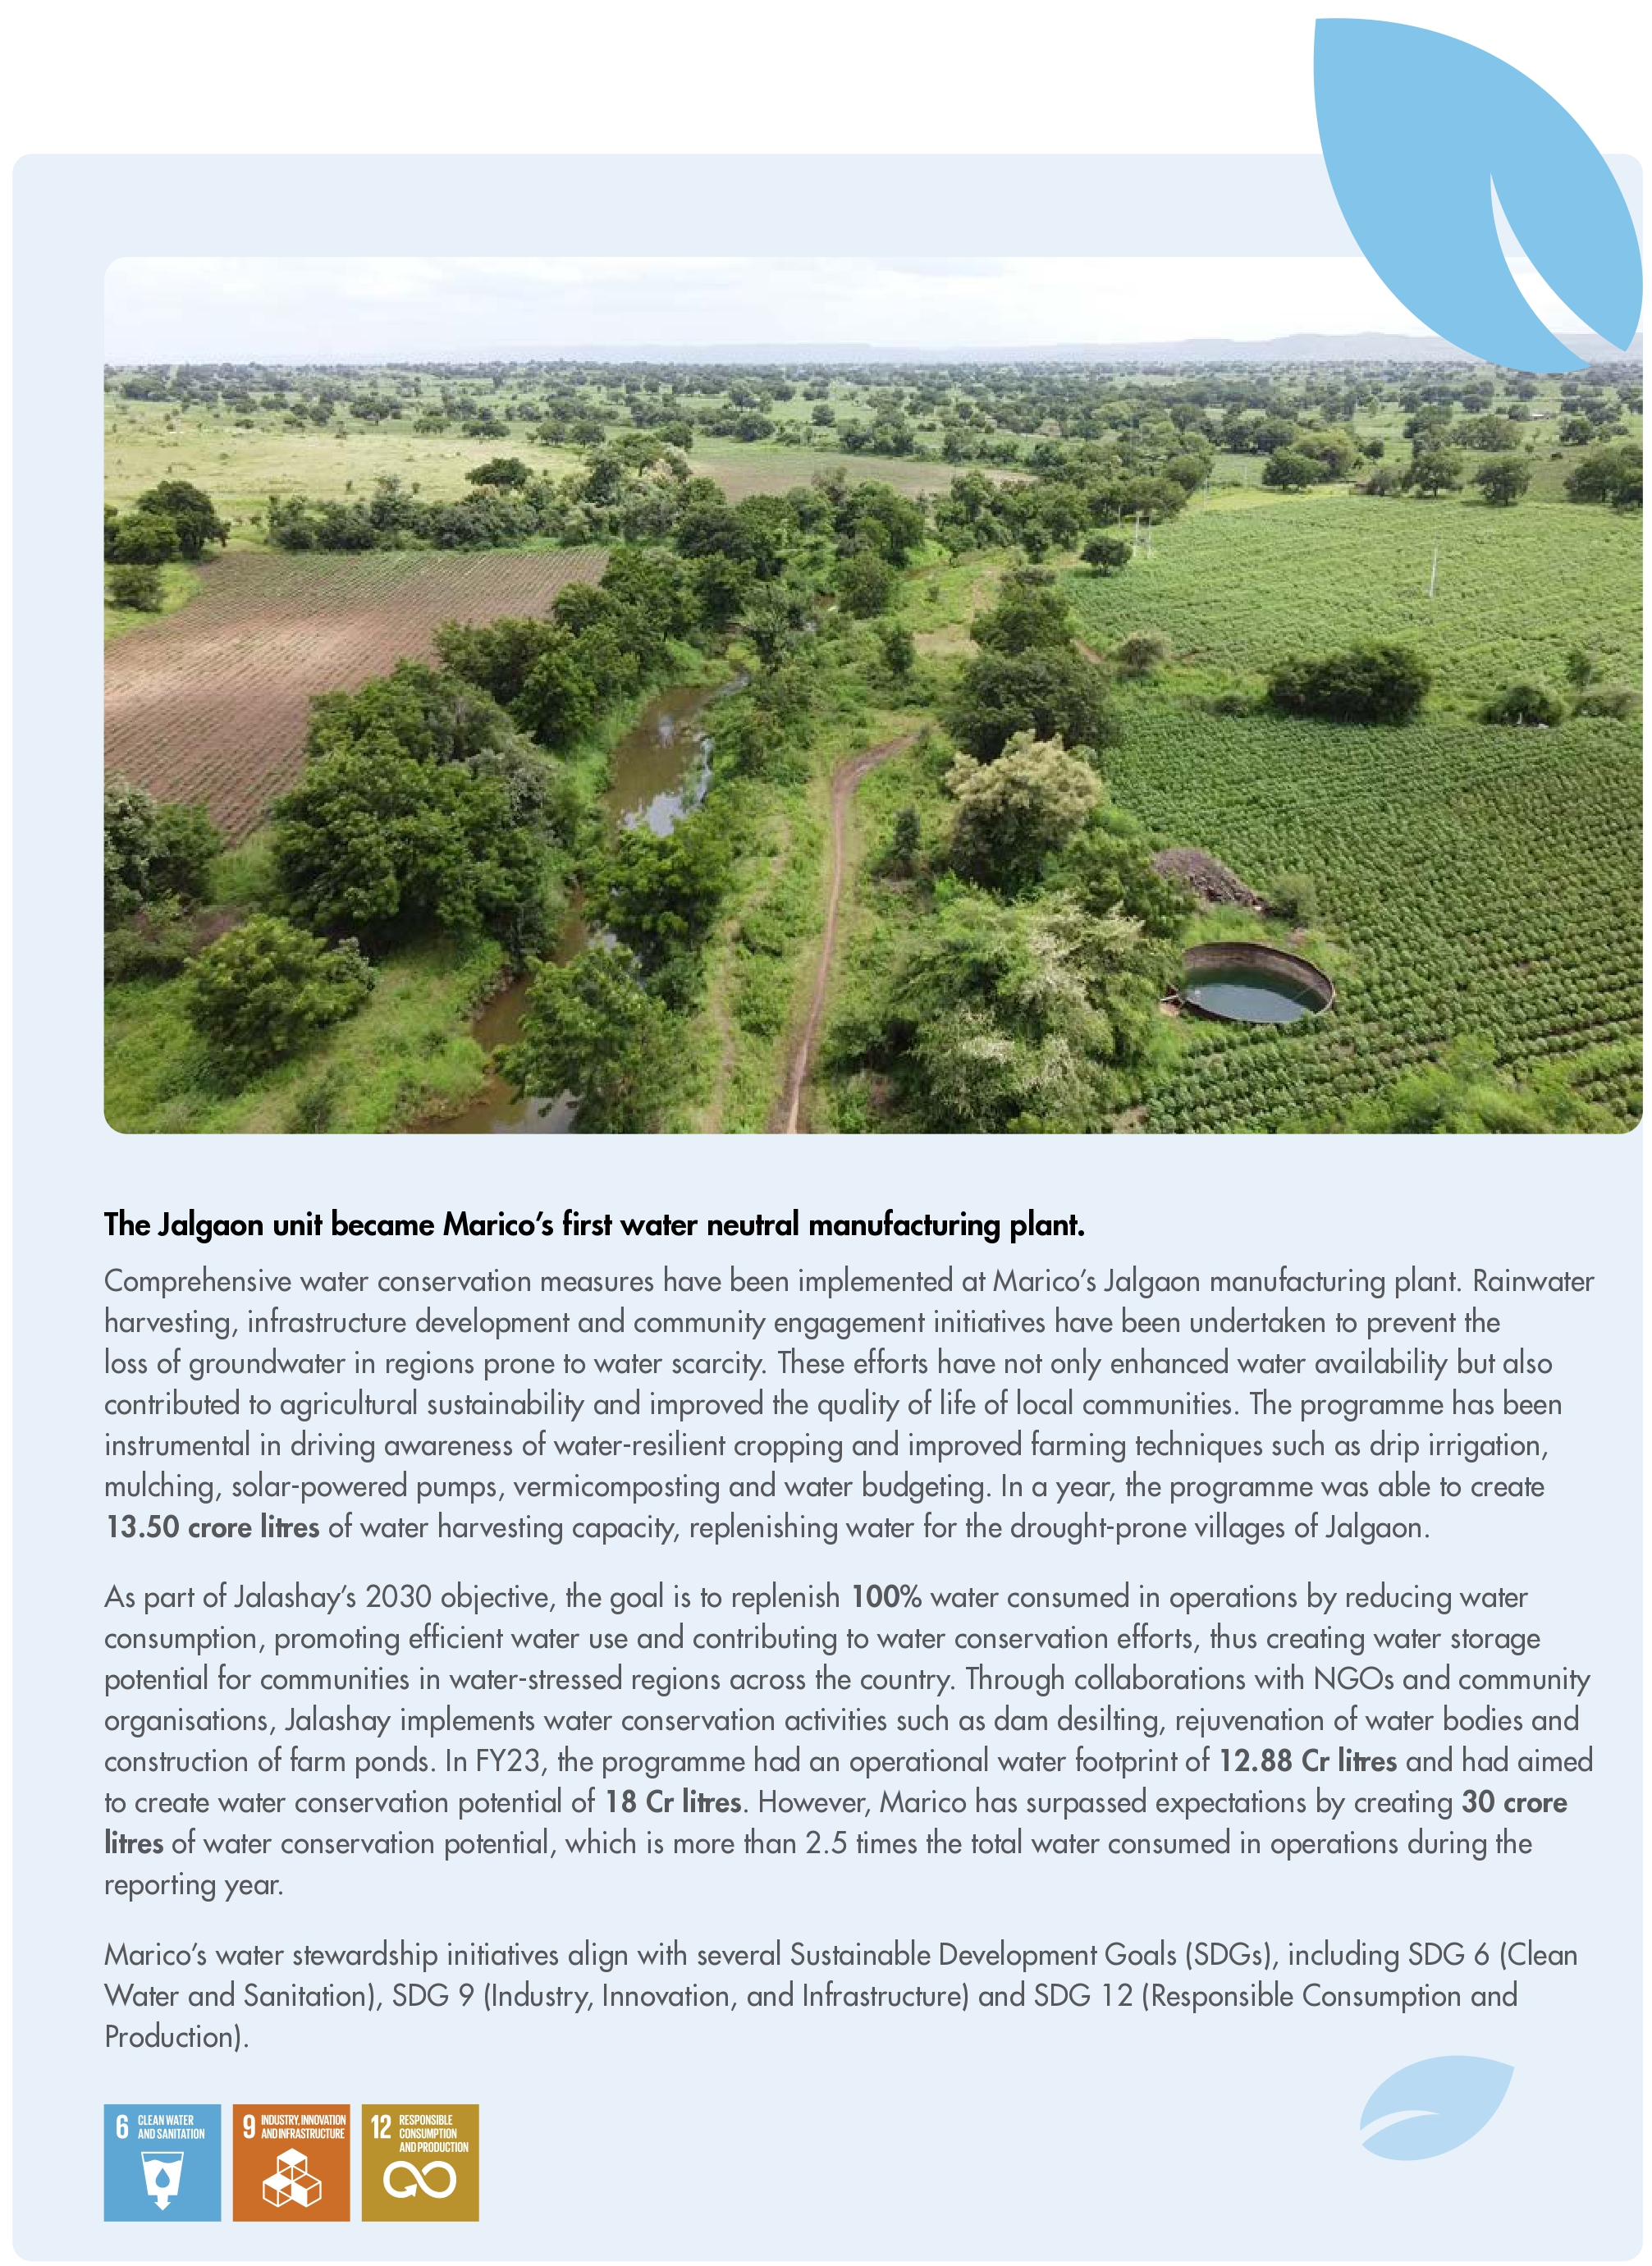 The Jalgaon unit became Marico’s first water neutral manufacturing plant.
Comprehensive water conservation measures have been implemented at Marico’s Jalgaon manufacturing plant. Rainwater
harvesting, infrastructure development and community engagement initiatives have been undertaken to prevent the
loss of groundwater in regions prone to water scarcity. These efforts have not only enhanced water availability but also
contributed to agricultural sustainability and improved the quality of life of local communities. The programme has been
instrumental in driving awareness of water-resilient cropping and improved farming techniques such as drip irrigation,
mulching, solar-powered pumps, vermicomposting and water budgeting. In a year, the programme was able to create
13.50 crore litres of water harvesting capacity, replenishing water for the drought-prone villages of Jalgaon.
As part of Jalashay’s 2030 objective, the goal is to replenish 100% water consumed in operations by reducing water
consumption, promoting efficient water use and contributing to water conservation efforts, thus creating water storage
potential for communities in water-stressed regions across the country. Through collaborations with NGOs and community
organisations, Jalashay implements water conservation activities such as dam desilting, rejuvenation of water bodies and
construction of farm ponds. In FY23, the programme had an operational water footprint of 12.88 Cr litres and had aimed
to create water conservation potential of 18 Cr litres. However, Marico has surpassed expectations by creating 30 crore
litres of water conservation potential, which is more than 2.5 times the total water consumed in operations during the
reporting year.
Marico’s water stewardship initiatives align with several Sustainable Development Goals (SDGs), including SDG 6 (Clean
Water and Sanitation), SDG 9 (Industry, Innovation, and Infrastructure) and SDG 12 (Responsible Consumption and
Production).
6 CLEAN WATER
AND SANITATION
9 INDUSTRY, INNOVATION
AND INFRASTRUCTURE
12 RESPONSIBLE
CONSUMPTION
AND PRODUCTION